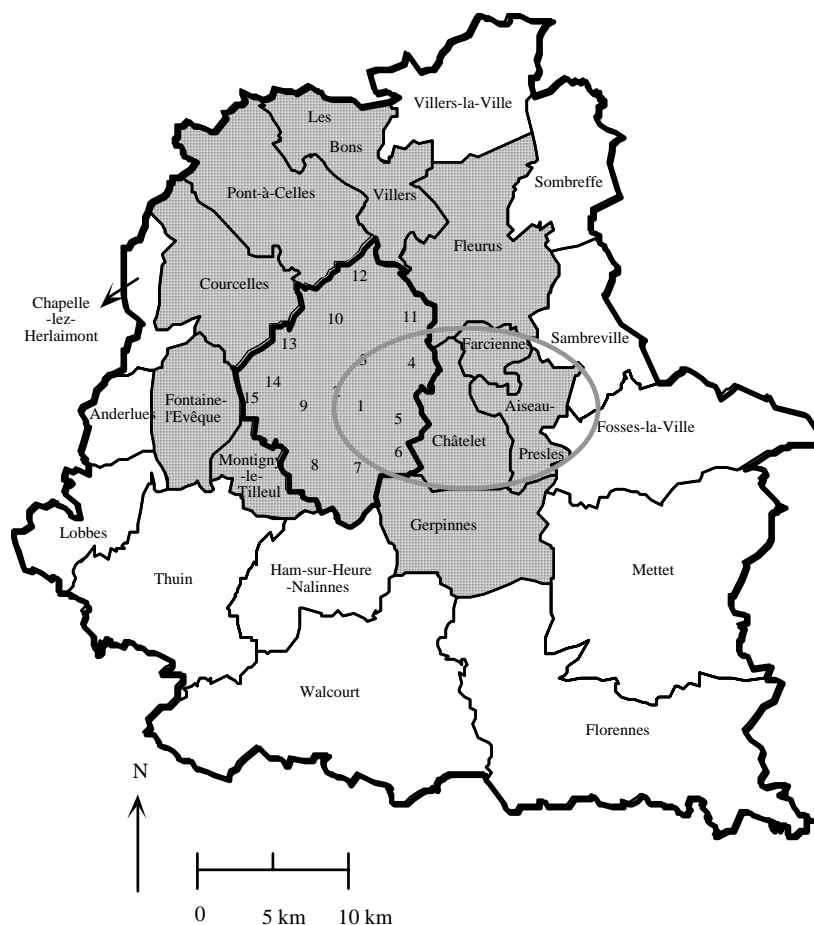 Villers-la-Ville
Les
Bons
Villers
Pont-à-Celles
Sombreffe
Fleurus
Courcelles
12
Chapelle
-lez-
Herlaimont
10
11
13
Farciennes
Sambreville
3
4
14
2
15
9
1
5
Anderlues
Fontaine-
l'Evêque
Aiseau-
Presles
Fosses-la-Ville
Châtelet
6
7
8
Montigny
-le-
Tilleul
Gerpinnes
Lobbes
Thuin
Ham-sur-Heure
-Nalinnes
Mettet
Walcourt
Florennes
N
0
5 km
10 km